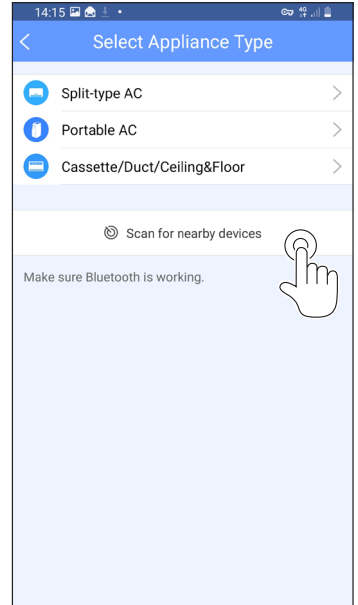 14:15
4G
Select Appliance Type
Split-type AC
Portable AC
Cassette/Duct/Ceiling&Floor
Scan for nearby devices
Make sure Bluetooth is working.